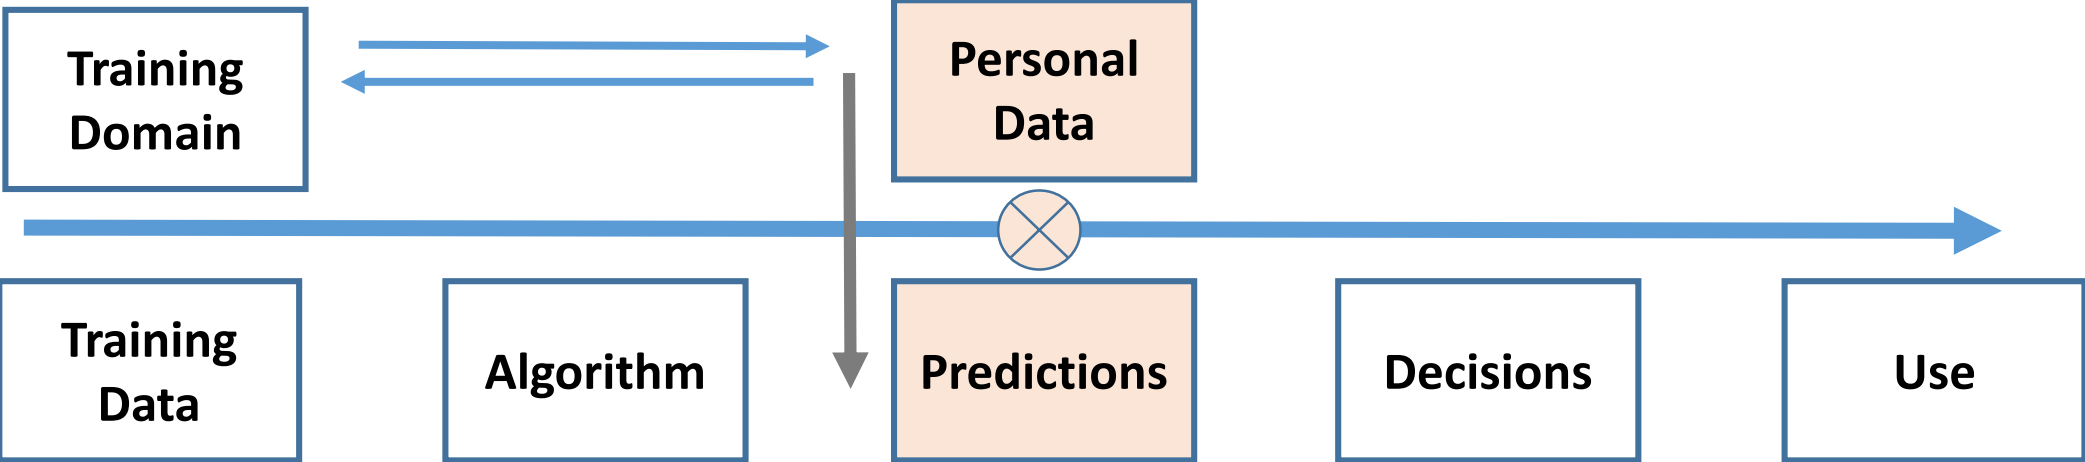 Training
Domain
Personal
Data
Training
Data
Algorithm
Predictions
Decisions
Use